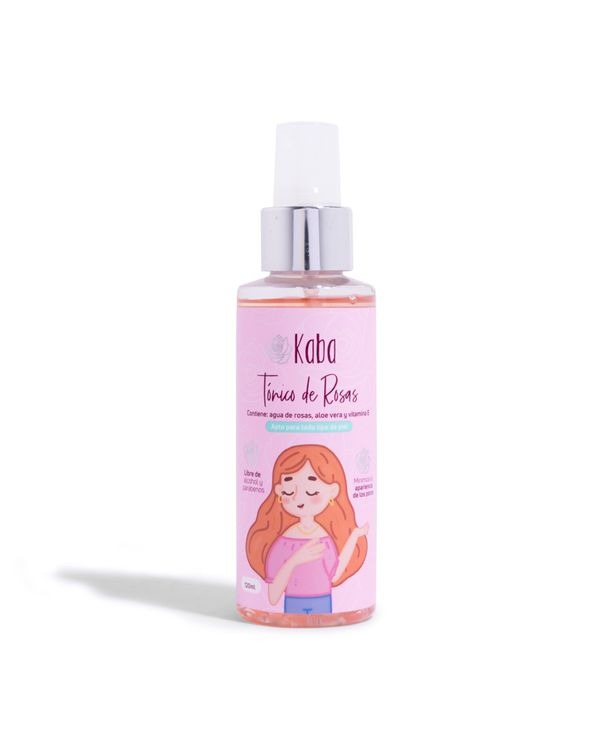 Kaba
Tónico de Rosas
Contiene: agua de rosas, aloe vera y vitamina E
Apto para todo tipo de piel
Libre de
alcohol y
parabenos
Minimiza la
apariencia
de los poros
120ml